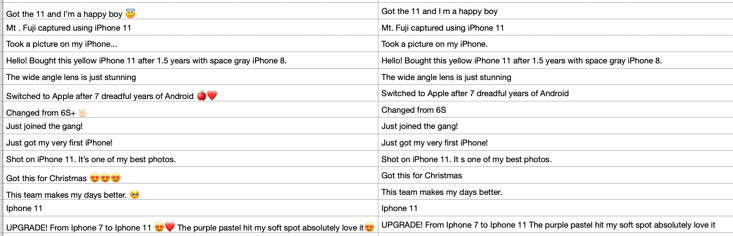 Got the 11 and I'm a happy boy 😇
Got the 11 and I m a happy boy
Mt . Fuji captured using iPhone 11
Mt. Fuji captured using iPhone 11
Took a picture on my iPhone...
Took a picture on my iPhone.
Hello! Bought this yellow iPhone 11 after 1.5 years with space gray iPhone 8.
Hello! Bought this yellow iPhone 11 after 1.5 years with space gray iPhone 8.
The wide angle lens is just stunning
The wide angle lens is just stunning
Switched to Apple after 7 dreadful years of Android 🍎❤️
Switched to Apple after 7 dreadful years of Android
Changed from 6S+ 🤟🏻
Changed from 6S
Just joined the gang!
Just joined the gang!
Just got my very first iPhone!
Just got my very first iPhone!
Shot on iPhone 11. It's one of my best photos.
Shot on iPhone 11. It s one of my best photos.
Got this for Christmas 😍😍😍
Got this for Christmas
This team makes my days better. 🥺
This team makes my days better.
Iphone 11
Iphone 11
UPGRADE! From Iphone 7 to Iphone 11 😍❤️ The purple pastel hit my soft spot absolutely love it😍
UPGRADE! From Iphone 7 to Iphone 11 The purple pastel hit my soft spot absolutely love it